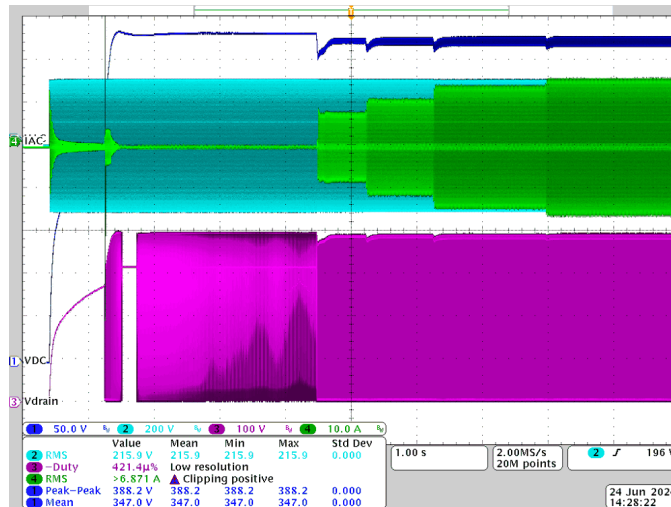 T
4 IAC
1 VDC
3 Vdrain
1 50.0 V 2 200 V 3 100 V 4 10.0 A
Value Mean Min Max Std Dev
2 RMS 215.9 V 215.9 215.9 215.9 0.000
3 -Duty 421.4µ% Low resolution
4 RMS >6.871 A Clipping positive
1 Peak-Peak 388.2 V 388.2 388.2 388.2 0.000
1 Mean 347.0 V 347.0 347.0 347.0 0.000
1.00 s
2.00MS/s
20M points
2 196 V
24 Jun 202
14:28:22